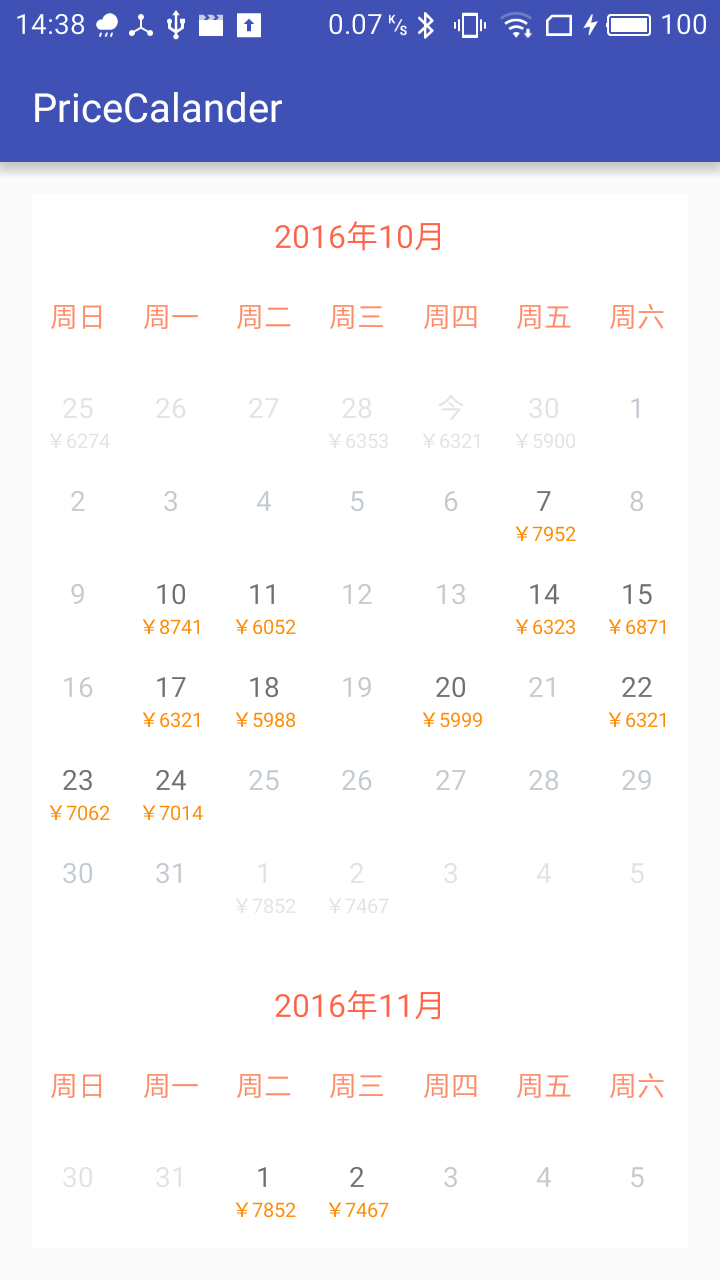 14:38 0.07 K/s 100
PriceCalander
2016年10月
周日 周一 周二 周三 周四 周五 周六
25 26 27 28 今 30 1
￥6274 ￥6353 ￥6321 ￥5900
2 3 4 5 6 7 8
￥7952
9 10 11 12 13 14 15
￥8741 ￥6052 ￥6323 ￥6871
16 17 18 19 20 21 22
￥6321 ￥5988 ￥5999 ￥6321
23 24 25 26 27 28 29
￥7062 ￥7014
30 31 1 2 3 4 5
￥7852 ￥7467
2016年11月
周日 周一 周二 周三 周四 周五 周六
30 31 1 2 3 4 5
￥7852 ￥7467